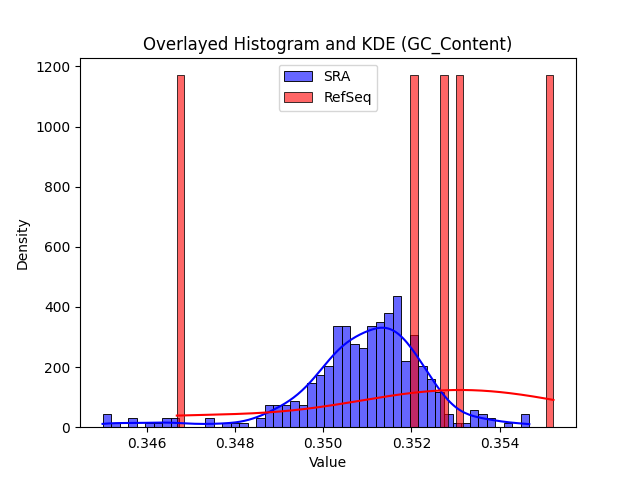 Overlayed Histogram and KDE (GC_Content)
SRA
RefSeq
1200
1000
800
600
400
200
0
Density
0.346 0.348 0.350 0.352 0.354
Value